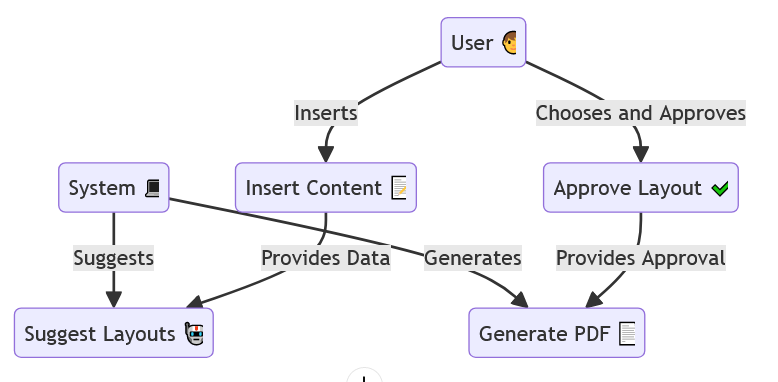 User
Inserts
Chooses and Approves
System
Insert Content
Approve Layout
Suggests
Provides Data
Generates
Provides Approval
Suggest Layouts
Generate PDF